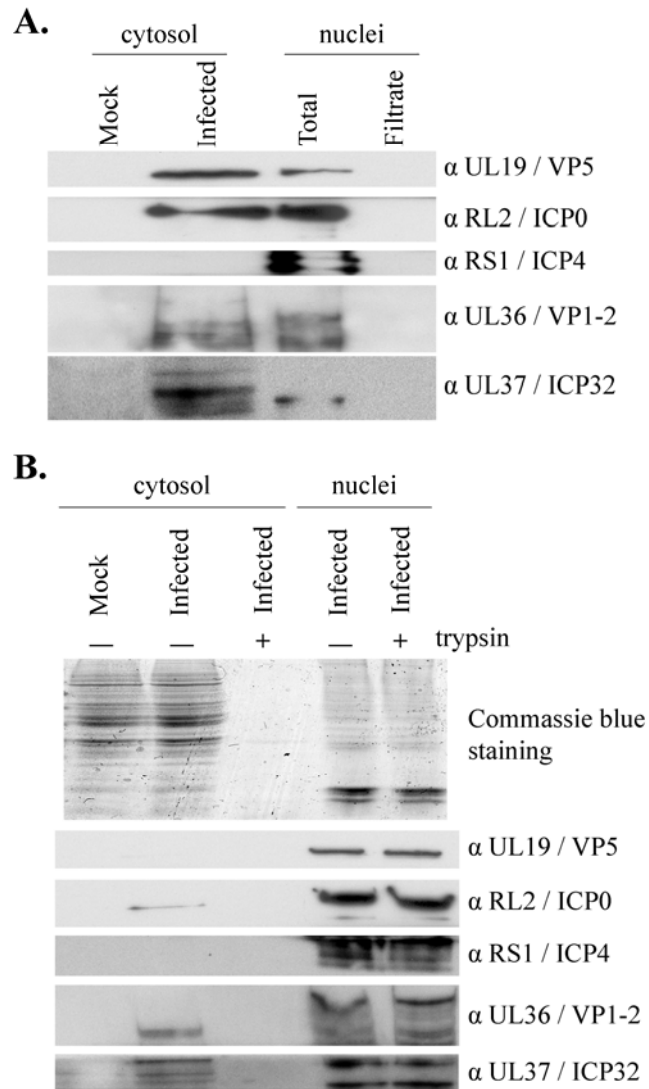 A.
cytosol nuclei
Mock Infected Total Filtrate
α UL19 / VP5
α RL2 / ICP0
α RS1 / ICP4
α UL36 / VP1-2
α UL37 / ICP32
B.
cytosol nuclei
Mock Infected Infected Infected Infected
— — + — + trypsin
Commassie blue
staining
α UL19 / VP5
α RL2 / ICP0
α RS1 / ICP4
α UL36 / VP1-2
α UL37 / ICP32